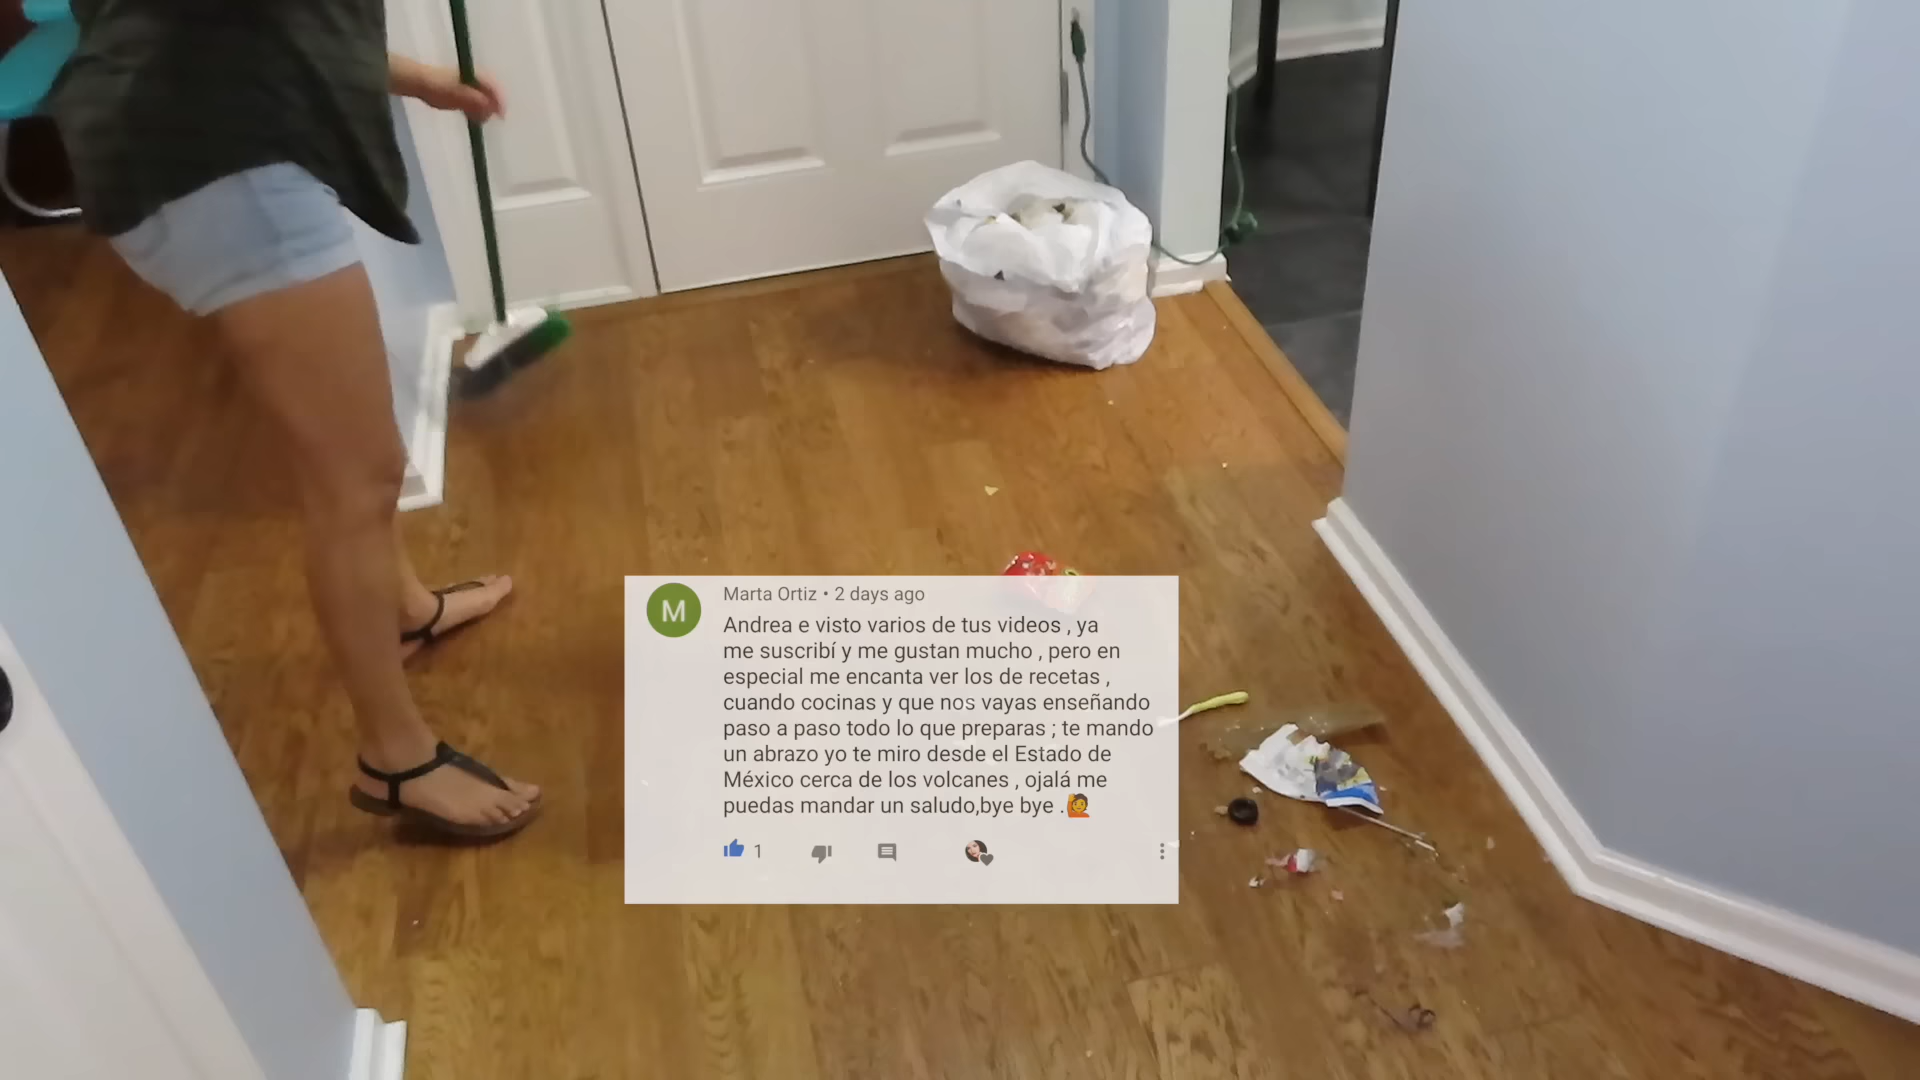 Marta Ortiz • 2 days ago
Andrea e visto varios de tus videos , ya
me suscribí y me gustan mucho , pero en
especial me encanta ver los de recetas ,
cuando cocinas y que nos vayas enseñando
paso a paso todo lo que preparas ; te mando
un abrazo yo te miro desde el Estado de
México cerca de los volcanes , ojalá me
puedas mandar un saludo,bye bye .🙋
M
1